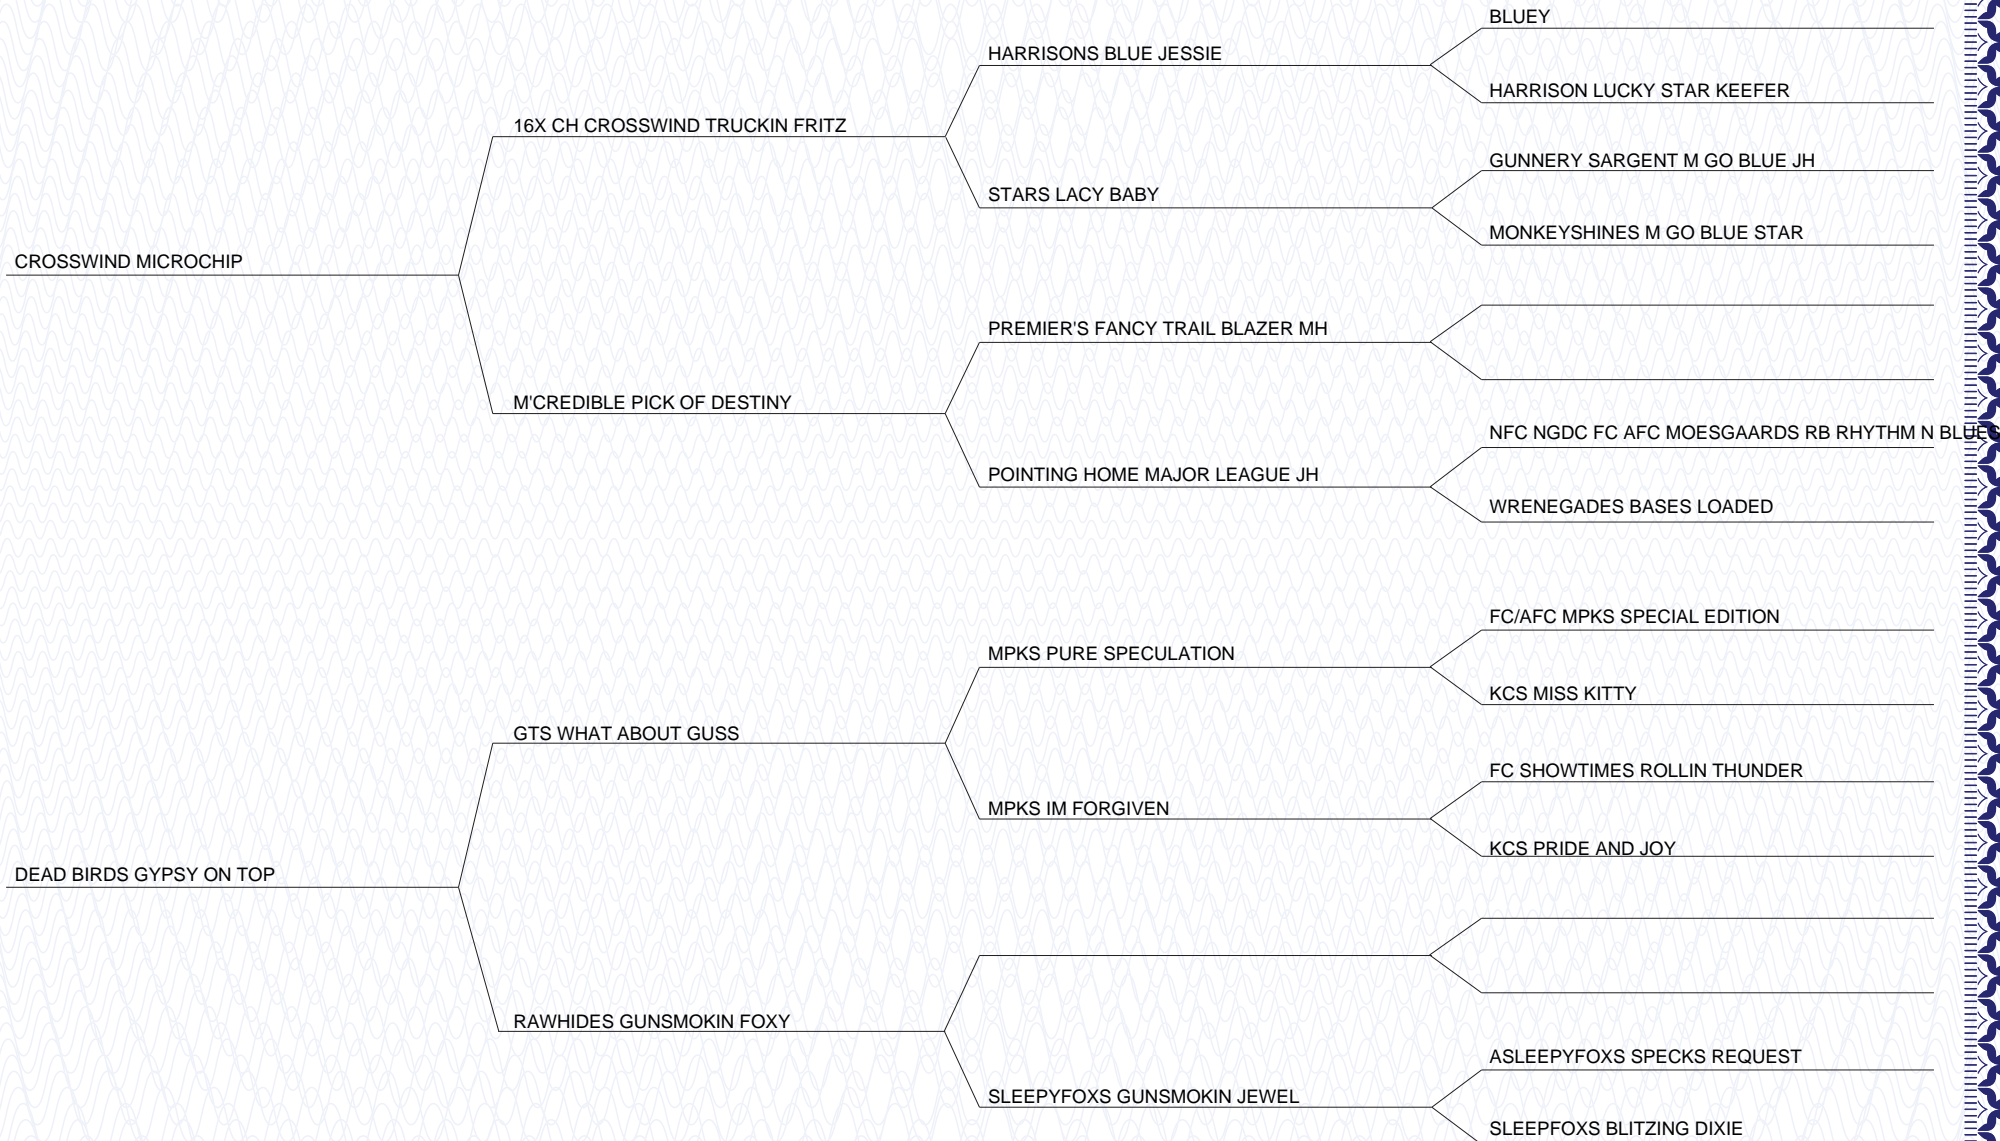 BLUEY
HARRISONS BLUE JESSIE
HARRISON LUCKY STAR KEEFER
16X CH CROSSWIND TRUCKIN FRITZ
GUNNERY SARGENT M GO BLUE JH
STARS LACY BABY
MONKEYSHINES M GO BLUE STAR
CROSSWIND MICROCHIP
PREMIER'S FANCY TRAIL BLAZER MH
M'CREDIBLE PICK OF DESTINY
NFC NGDC FC AFC MOESGAARDS RB RHYTHM N BLUES
POINTING HOME MAJOR LEAGUE JH
WRENEGADES BASES LOADED
FC/AFC MPKS SPECIAL EDITION
MPKS PURE SPECULATION
KCS MISS KITTY
GTS WHAT ABOUT GUSS
FC SHOWTIMES ROLLIN THUNDER
MPKS IM FORGIVEN
KCS PRIDE AND JOY
DEAD BIRDS GYPSY ON TOP
RAWHIDES GUNSMOKIN FOXY
ASLEEPYFOXS SPECKS REQUEST
SLEEPYFOXS GUNSMOKIN JEWEL
SLEEPFOXS BLITZING DIXIE